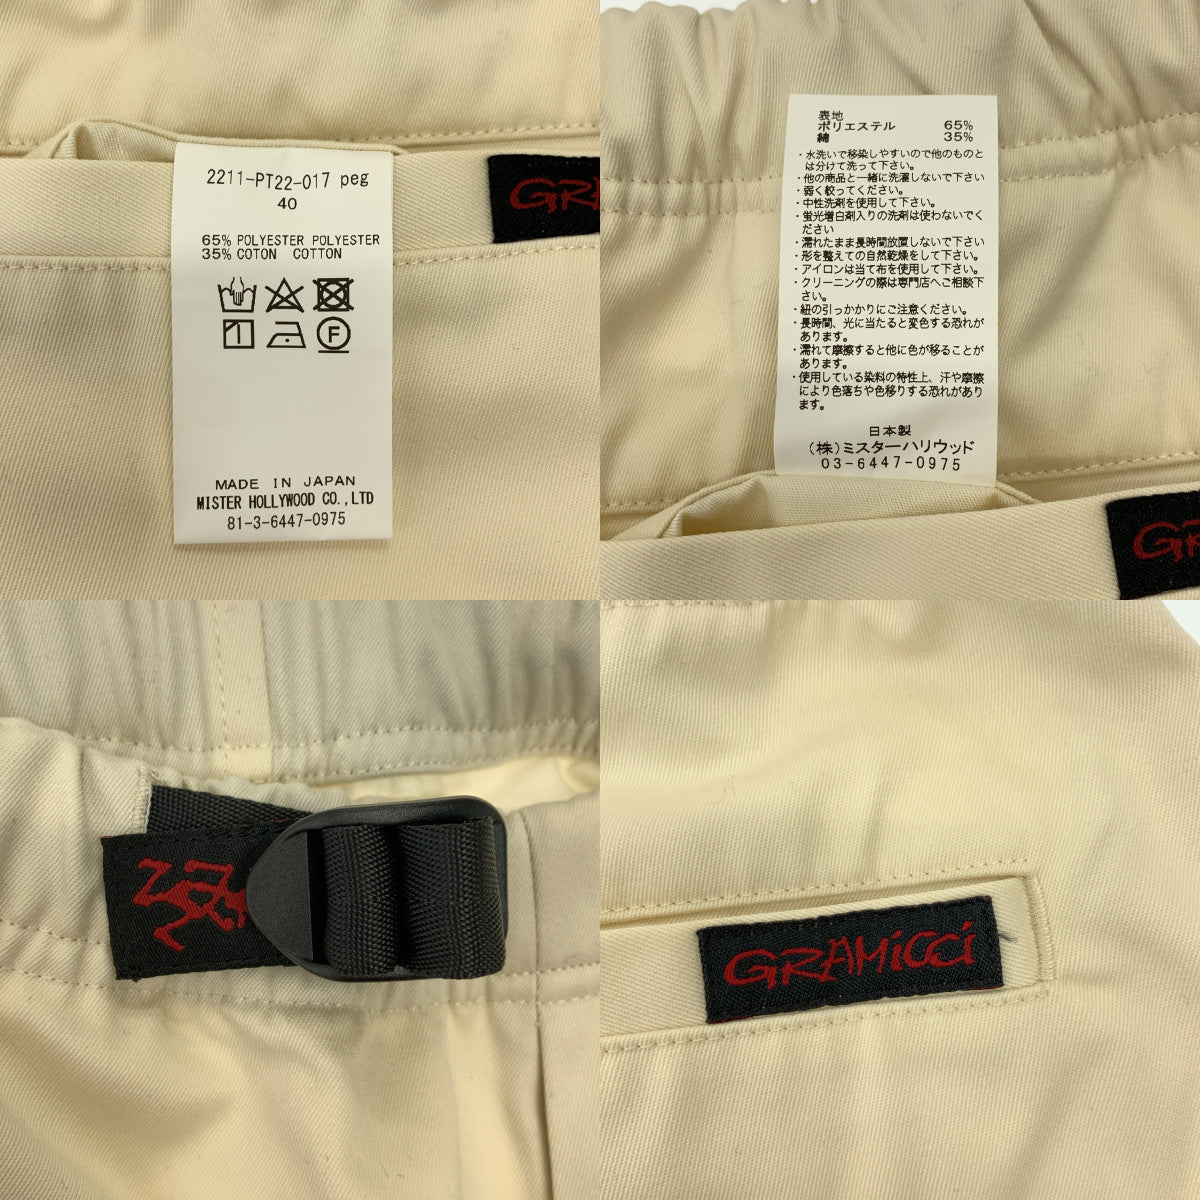 2211-PT22-017 peg
40
65% POLYESTER POLYESTER
35% COTON COTTON
F
MADE IN JAPAN
MISTER HOLLYWOOD CO.,LTD
81-3-6447-0975
表地
ポリエステル 65%
綿 35%
・水洗いで移染しやすいので他のものと
は分けて洗って下さい。
・他の商品と一緒に洗濯しないで下さい
・弱く絞ってください。
・中性洗剤を使用して下さい。
・蛍光増白剤入りの洗剤は使わないでく
ださい
・濡れたまま長時間放置しないで下さい
・形を整えての自然乾燥をして下さい。
・アイロンは当て布を使用して下さい。
・クリーニングの際は専門店へご相談下
さい。
・紐の引っかかりにご注意ください。
・長時間、光に当たると変色する恐れが
あります。
・濡れて摩擦すると他に色が移ることが
あります。
・使用している染料の特性上、汗や摩擦
により色落ちや色移りする恐れがあり
ます。
日本製
(株)ミスターハリウッド
03-6447-0975
GRAMiCCi